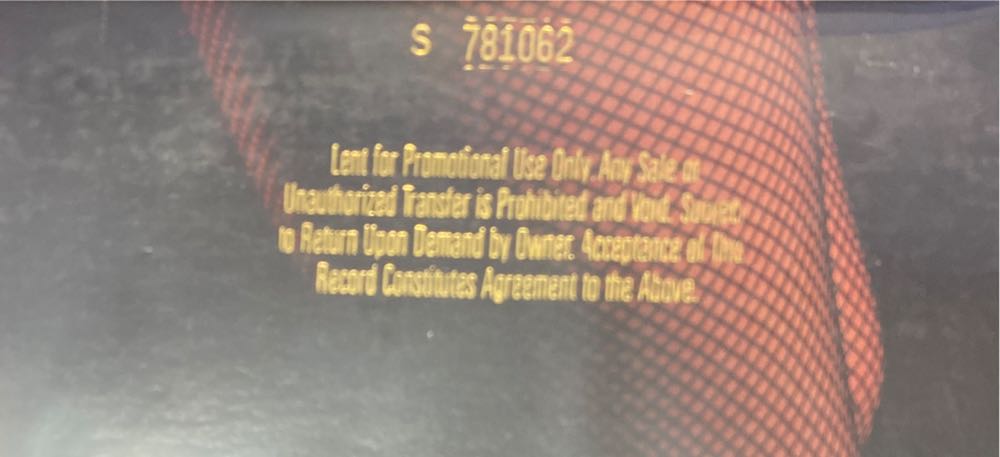 S 781062
Lent for Promotional Use Only. Any Sale or
Unauthorized Transfer is Prohibited and Void. Subject
to Return Upon Demand by Owner. Acceptance of this
Record Constitutes Agreement to the Above.